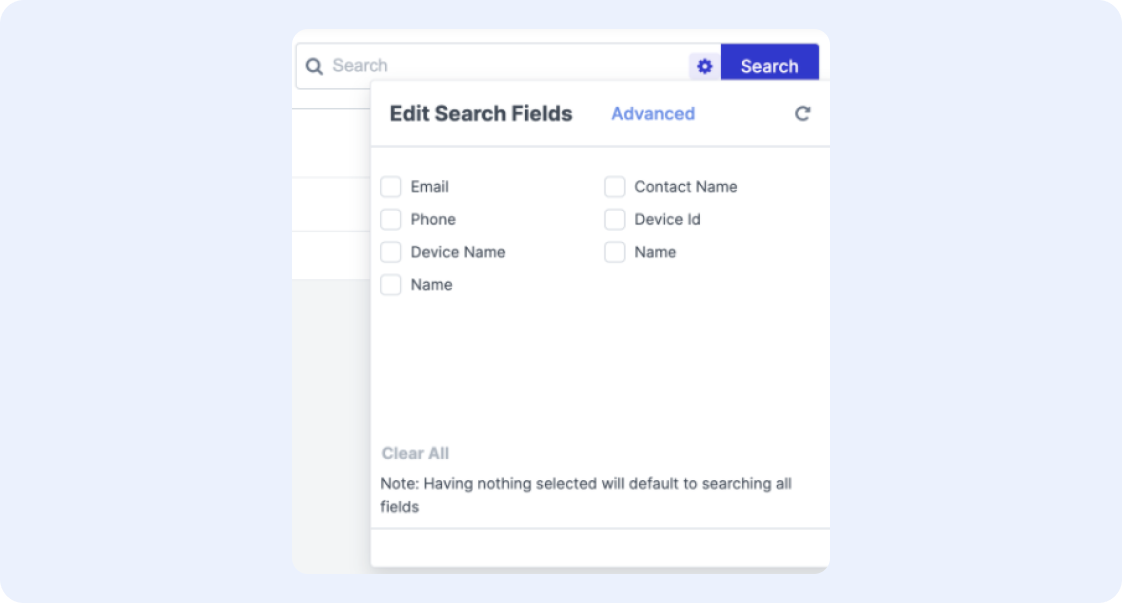 Search
Search
Edit Search Fields
Advanced
Email
Contact Name
Phone
Device Id
Device Name
Name
Name
Clear All
Note: Having nothing selected will default to searching all
fields